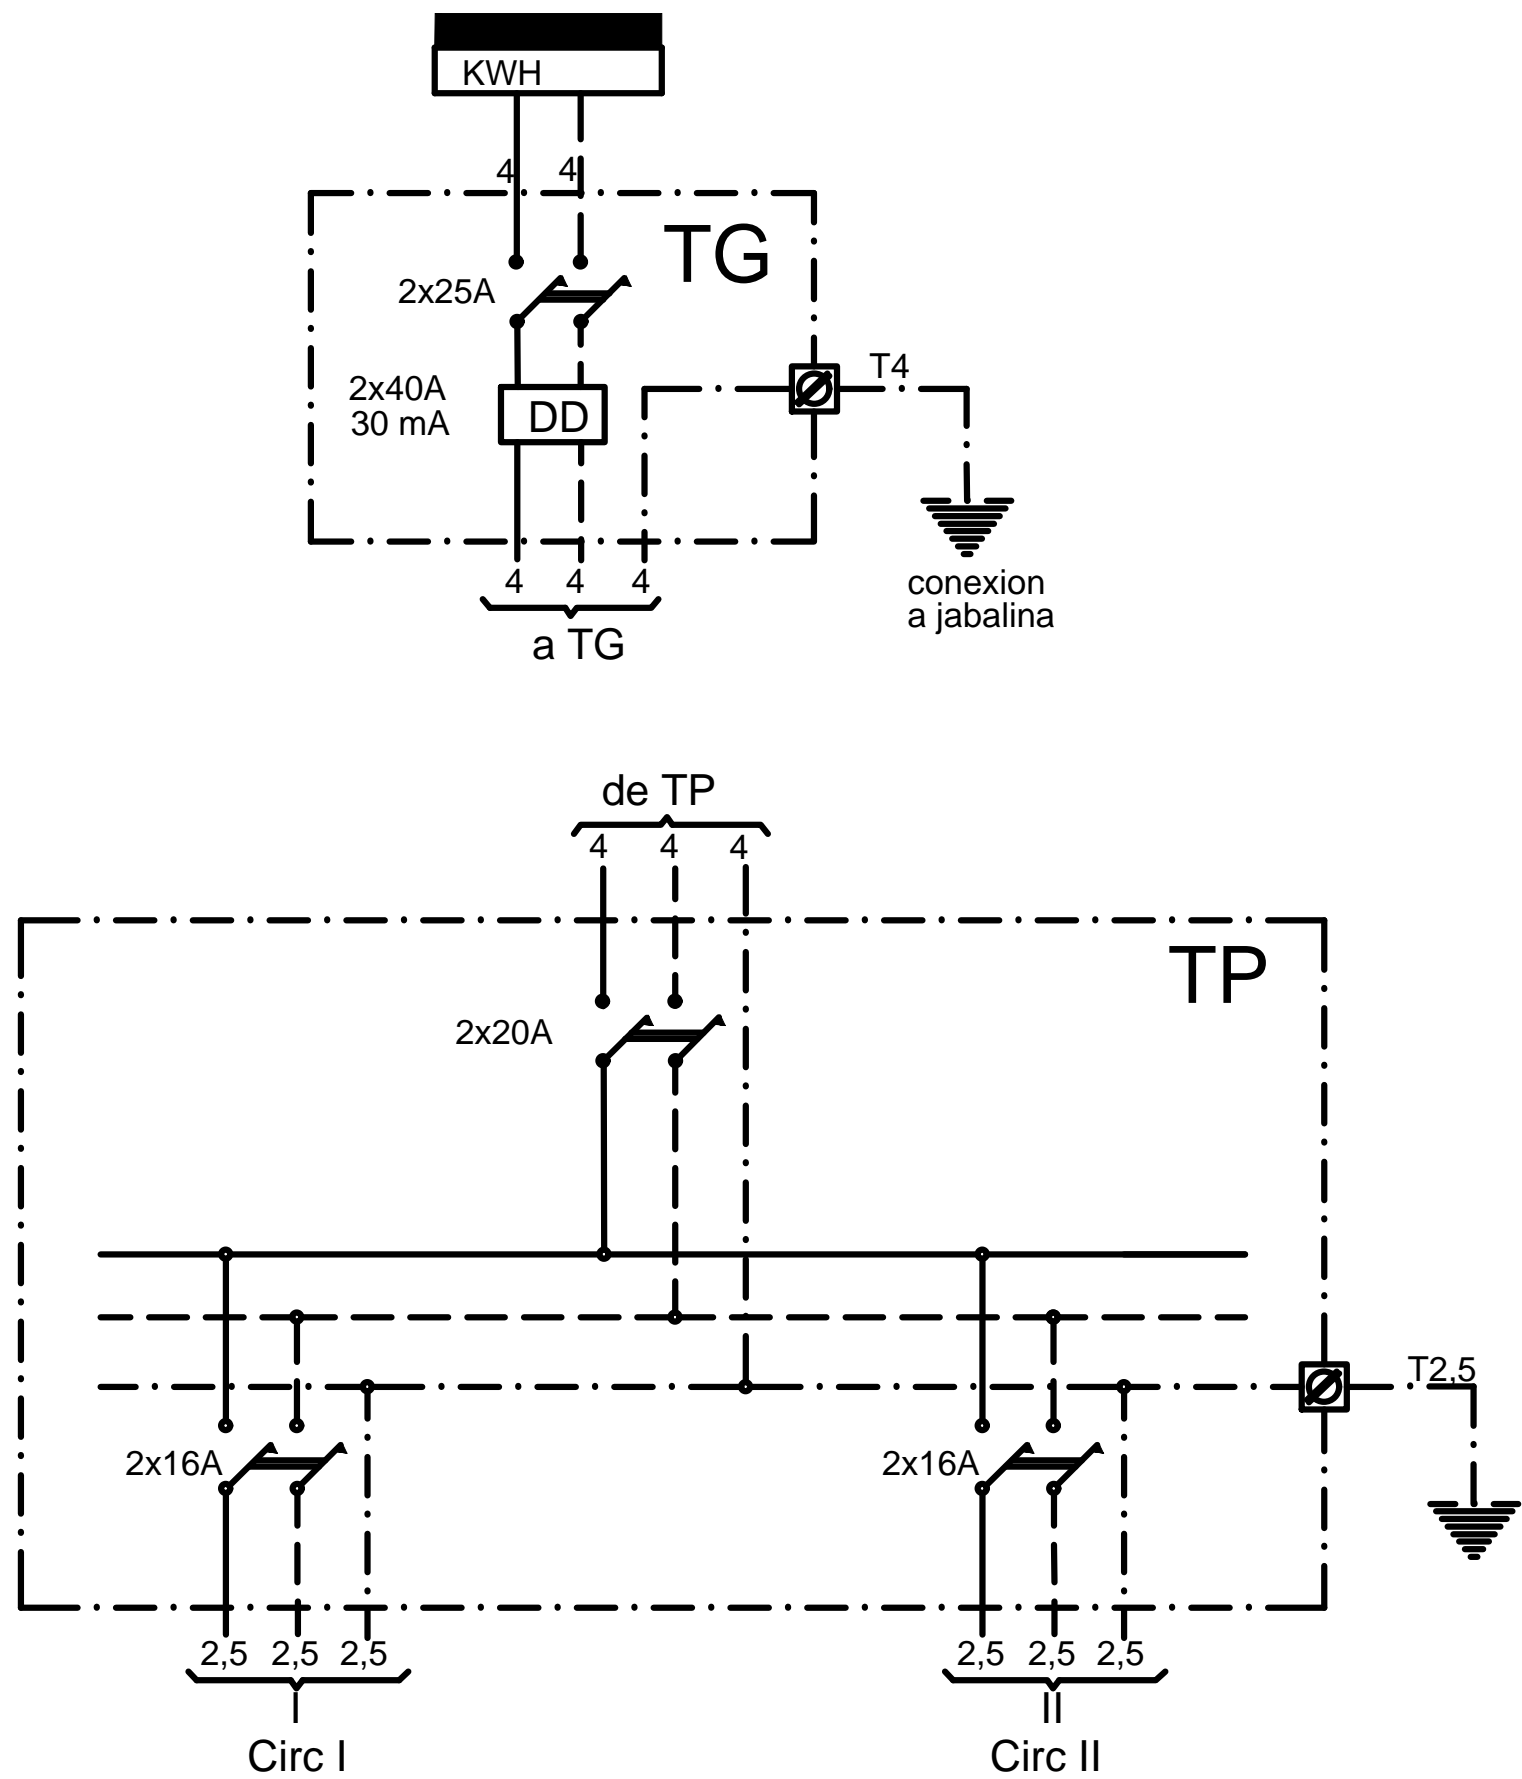 KWH
4 4
TG
2x25A
T4
2x40A
30 mA
DD
4 4 4
a TG
conexion
a jabalina
de TP
4 4 4
TP
2x20A
T2,5
2x16A 2x16A
2,5 2,5 2,5 2,5 2,5 2,5
I II
Circ I Circ II